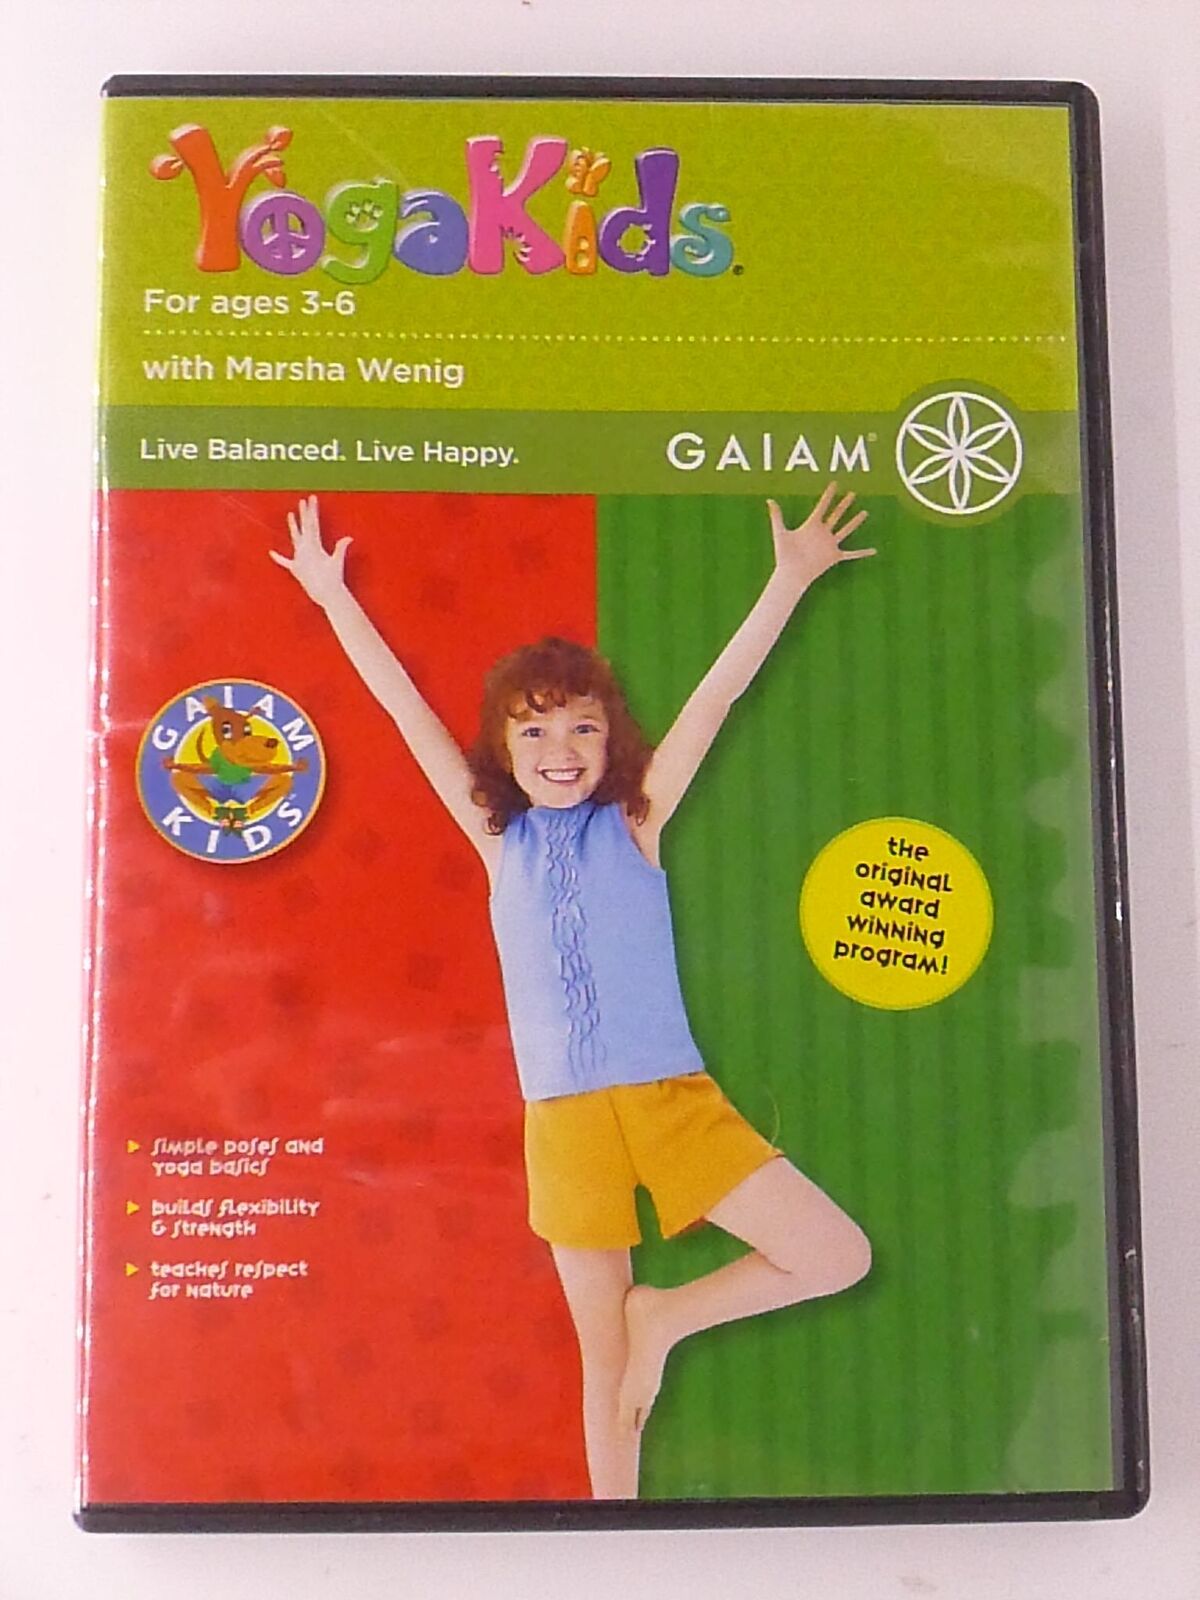 YogaKids®
For ages 3-6
with Marsha Wenig
Live Balanced. Live Happy.
GAIAM®
GAIAM
KIDS™
the
original
award
winning
program!
simple poses and
yoga basics
builds flexibility
& strength
teaches respect
for nature